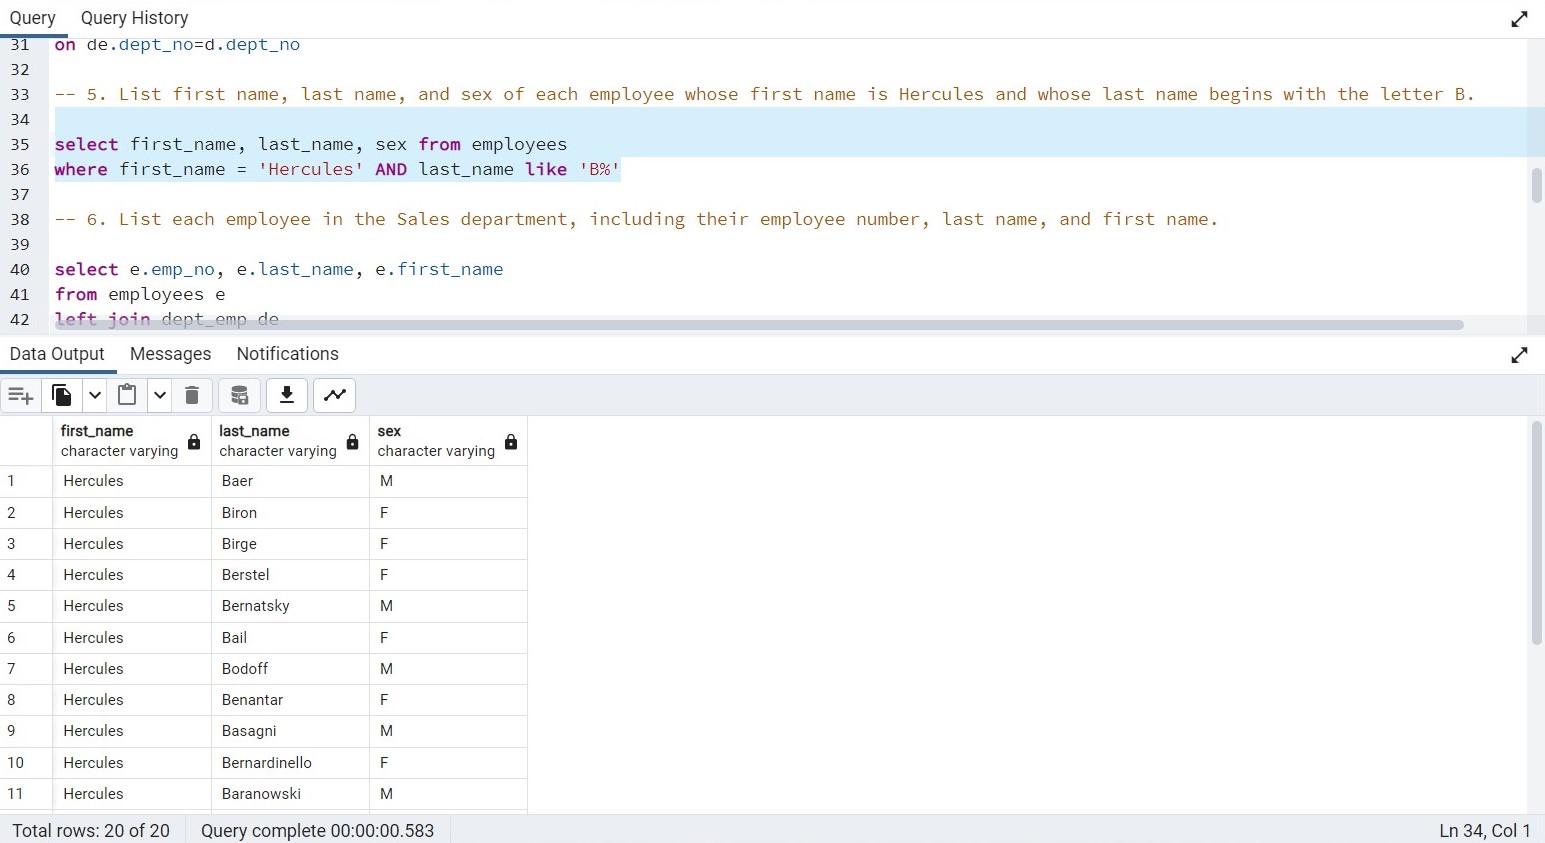 Query Query History
31 on de.dept_no=d.dept_no
32
33 -- 5. List first name, last name, and sex of each employee whose first name is Hercules and whose last name begins with the letter B.
34
35 select first_name, last_name, sex from employees
36 where first_name = 'Hercules' AND last_name like 'B%'
37
38 -- 6. List each employee in the Sales department, including their employee number, last name, and first name.
39
40 select e.emp_no, e.last_name, e.first_name
41 from employees e
42 left join dept_emp de
Data Output Messages Notifications
first_name last_name sex
character varying character varying character varying
1 Hercules Baer M
2 Hercules Biron F
3 Hercules Birge F
4 Hercules Berstel F
5 Hercules Bernatsky M
6 Hercules Bail F
7 Hercules Bodoff M
8 Hercules Benantar F
9 Hercules Basagni M
10 Hercules Bernardinello F
11 Hercules Baranowski M
Total rows: 20 of 20 Query complete 00:00:00.583 Ln 34, Col 1